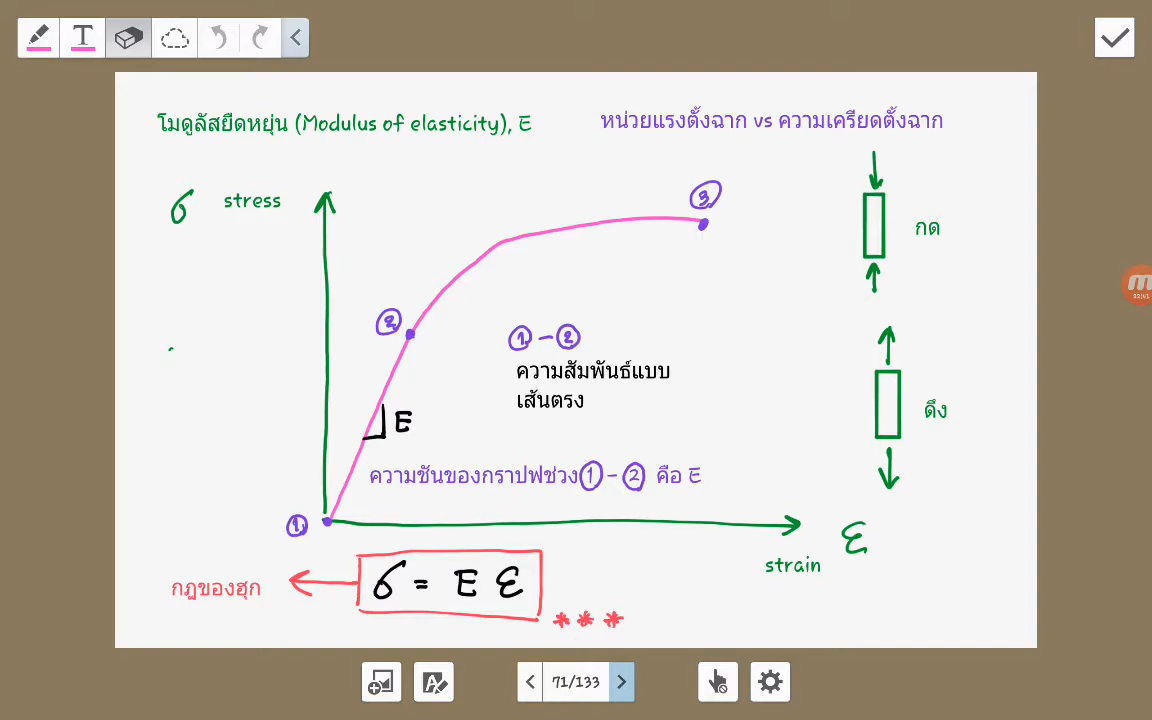 T
โมดูลัสยืดหยุ่น (Modulus of elasticity), E
หน่วยแรงตั้งฉาก vs ความเครียดตั้งฉาก
σ stress
3
กด
2
1 - 2
ความสัมพันธ์แบบ
เส้นตรง
E
ดึง
ความชันของกราปฟช่วง 1 - 2 คือ E
1
ε
strain
กฎของฮุก
σ = E ε
***
71/133